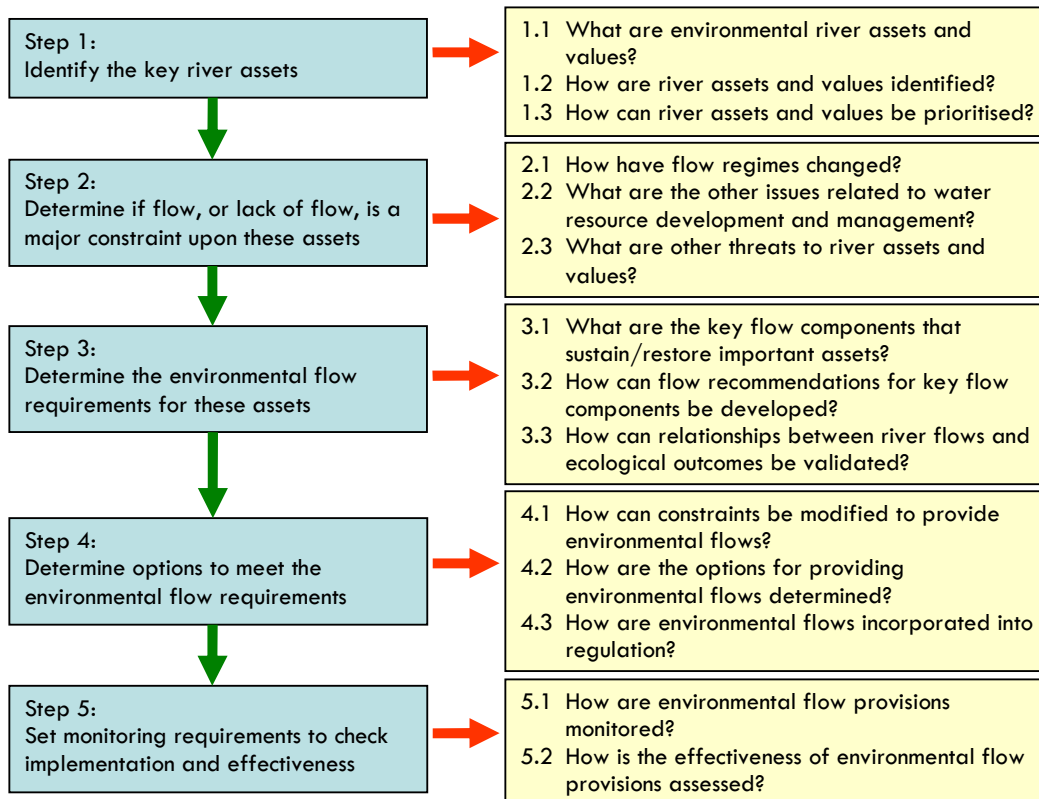 Step 1:
Identify the key river assets
1.1 What are environmental river assets and
values?
1.2 How are river assets and values identified?
1.3 How can river assets and values be prioritised?
Step 2:
Determine if flow, or lack of flow, is a
major constraint upon these assets
2.1 How have flow regimes changed?
2.2 What are the other issues related to water
resource development and management?
2.3 What are other threats to river assets and
values?
Step 3:
Determine the environmental flow
requirements for these assets
3.1 What are the key flow components that
sustain/restore important assets?
3.2 How can flow recommendations for key flow
components be developed?
3.3 How can relationships between river flows and
ecological outcomes be validated?
Step 4:
Determine options to meet the
environmental flow requirements
4.1 How can constraints be modified to provide
environmental flows?
4.2 How are the options for providing
environmental flows determined?
4.3 How are environmental flows incorporated into
regulation?
Step 5:
Set monitoring requirements to check
implementation and effectiveness
5.1 How are environmental flow provisions
monitored?
5.2 How is the effectiveness of environmental flow
provisions assessed?